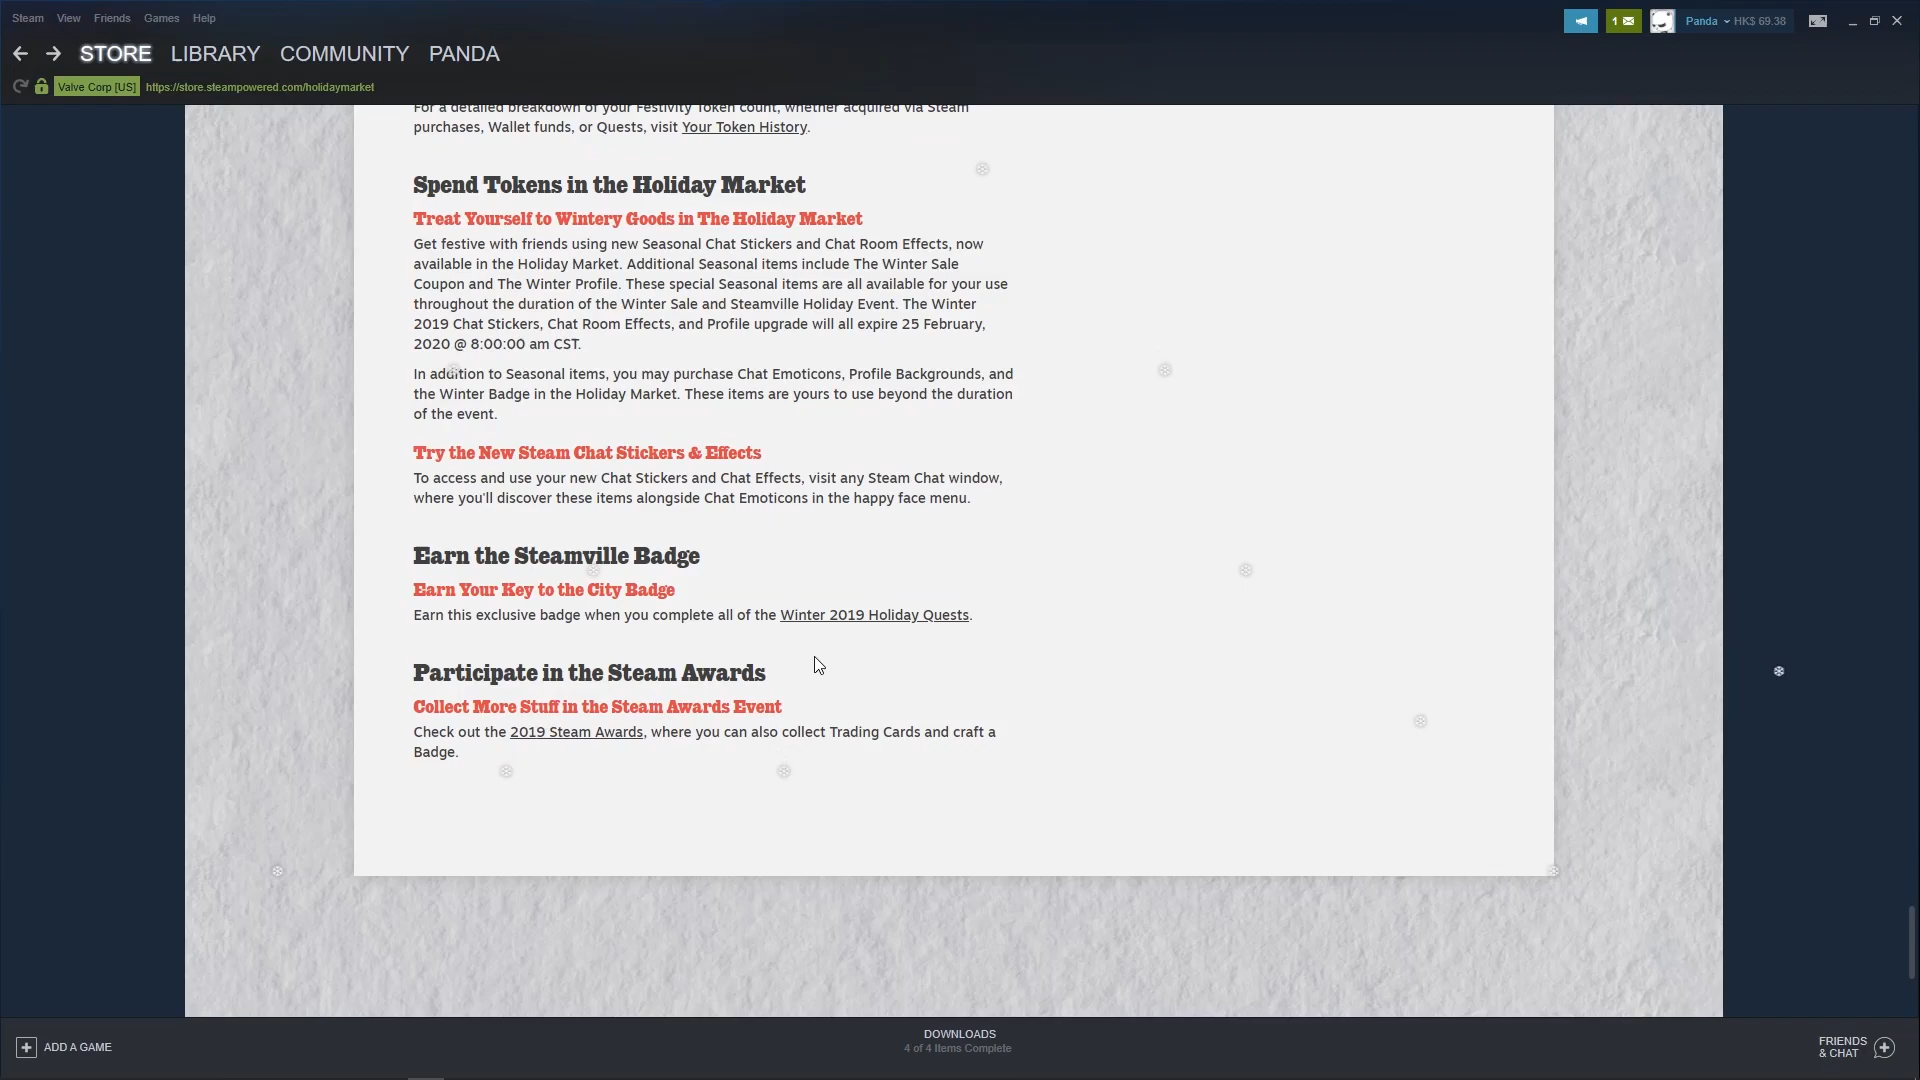 Steam View Friends Games Help
1
Panda HK$ 69.38
STORE LIBRARY COMMUNITY PANDA
Valve Corp [US] https://store.steampowered.com/holidaymarket
For a detailed breakdown of your Festivity Token count, whether acquired via Steam
purchases, Wallet funds, or Quests, visit Your Token History.
Spend Tokens in the Holiday Market
Treat Yourself to Wintery Goods in The Holiday Market
Get festive with friends using new Seasonal Chat Stickers and Chat Room Effects, now
available in the Holiday Market. Additional Seasonal items include The Winter Sale
Coupon and The Winter Profile. These special Seasonal items are all available for your use
throughout the duration of the Winter Sale and Steamville Holiday Event. The Winter
2019 Chat Stickers, Chat Room Effects, and Profile upgrade will all expire 25 February,
2020 @ 8:00:00 am CST.
In addition to Seasonal items, you may purchase Chat Emoticons, Profile Backgrounds, and
the Winter Badge in the Holiday Market. These items are yours to use beyond the duration
of the event.
Try the New Steam Chat Stickers & Effects
To access and use your new Chat Stickers and Chat Effects, visit any Steam Chat window,
where you'll discover these items alongside Chat Emoticons in the happy face menu.
Earn the Steamville Badge
Earn Your Key to the City Badge
Earn this exclusive badge when you complete all of the Winter 2019 Holiday Quests.
Participate in the Steam Awards
Collect More Stuff in the Steam Awards Event
Check out the 2019 Steam Awards, where you can also collect Trading Cards and craft a
Badge.
ADD A GAME
DOWNLOADS
4 of 4 Items Complete
FRIENDS
& CHAT